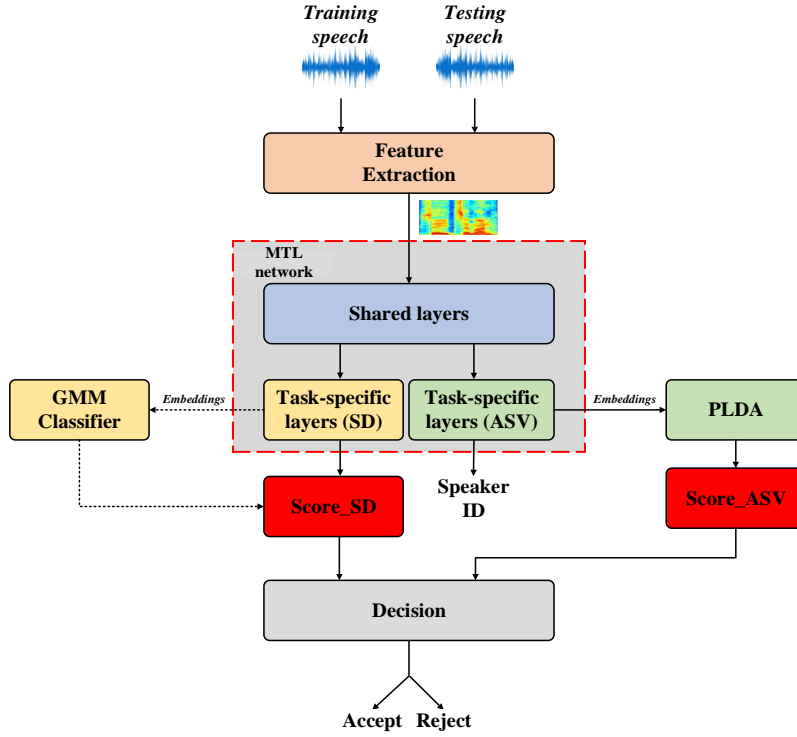 Training
speech
Testing
speech
Feature
Extraction
MTL
network
Shared layers
GMM
Classifier
Embeddings
Task-specific
layers (SD)
Task-specific
layers (ASV)
Embeddings
PLDA
Score_SD
Speaker
ID
Score_ASV
Decision
Accept Reject